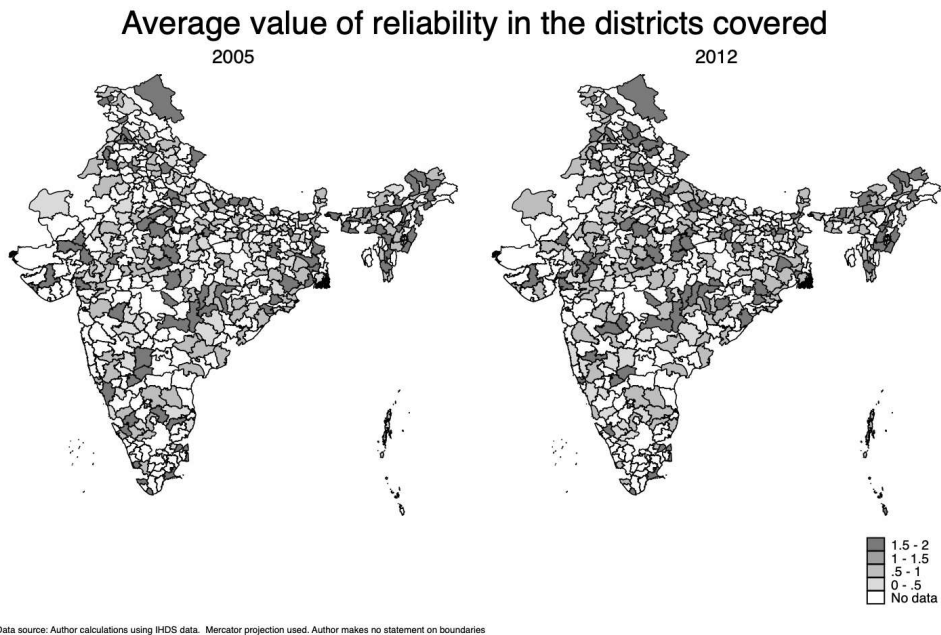 Average value of reliability in the districts covered
2005
2012
1.5 - 2
1 - 1.5
.5 - 1
0 - .5
No data
Data source: Author calculations using IHDS data. Mercator projection used. Author makes no statement on boundaries